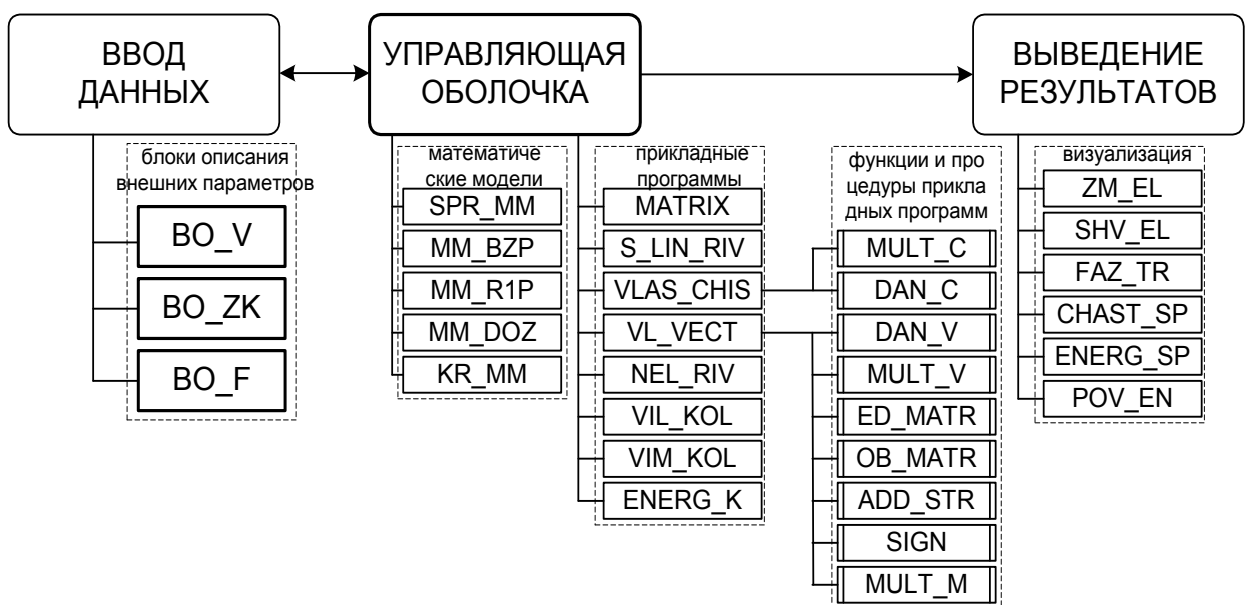 ВВОД
ДАННЫХ
УПРАВЛЯЮЩАЯ
ОБОЛОЧКА
ВЫВЕДЕНИЕ
РЕЗУЛЬТАТОВ
блоки описания
внешних параметров
BO_V
BO_ZK
BO_F
математиче
ские модели
SPR_MM
MM_BZP
MM_R1P
MM_DOZ
KR_MM
прикладные
программы
MATRIX
S_LIN_RIV
VLAS_CHIS
VL_VECT
NEL_RIV
VIL_KOL
VIM_KOL
ENERG_K
функции и про
цедуры прикла
дных программ
MULT_C
DAN_C
DAN_V
MULT_V
ED_MATR
OB_MATR
ADD_STR
SIGN
MULT_M
визуализация
ZM_EL
SHV_EL
FAZ_TR
CHAST_SP
ENERG_SP
POV_EN